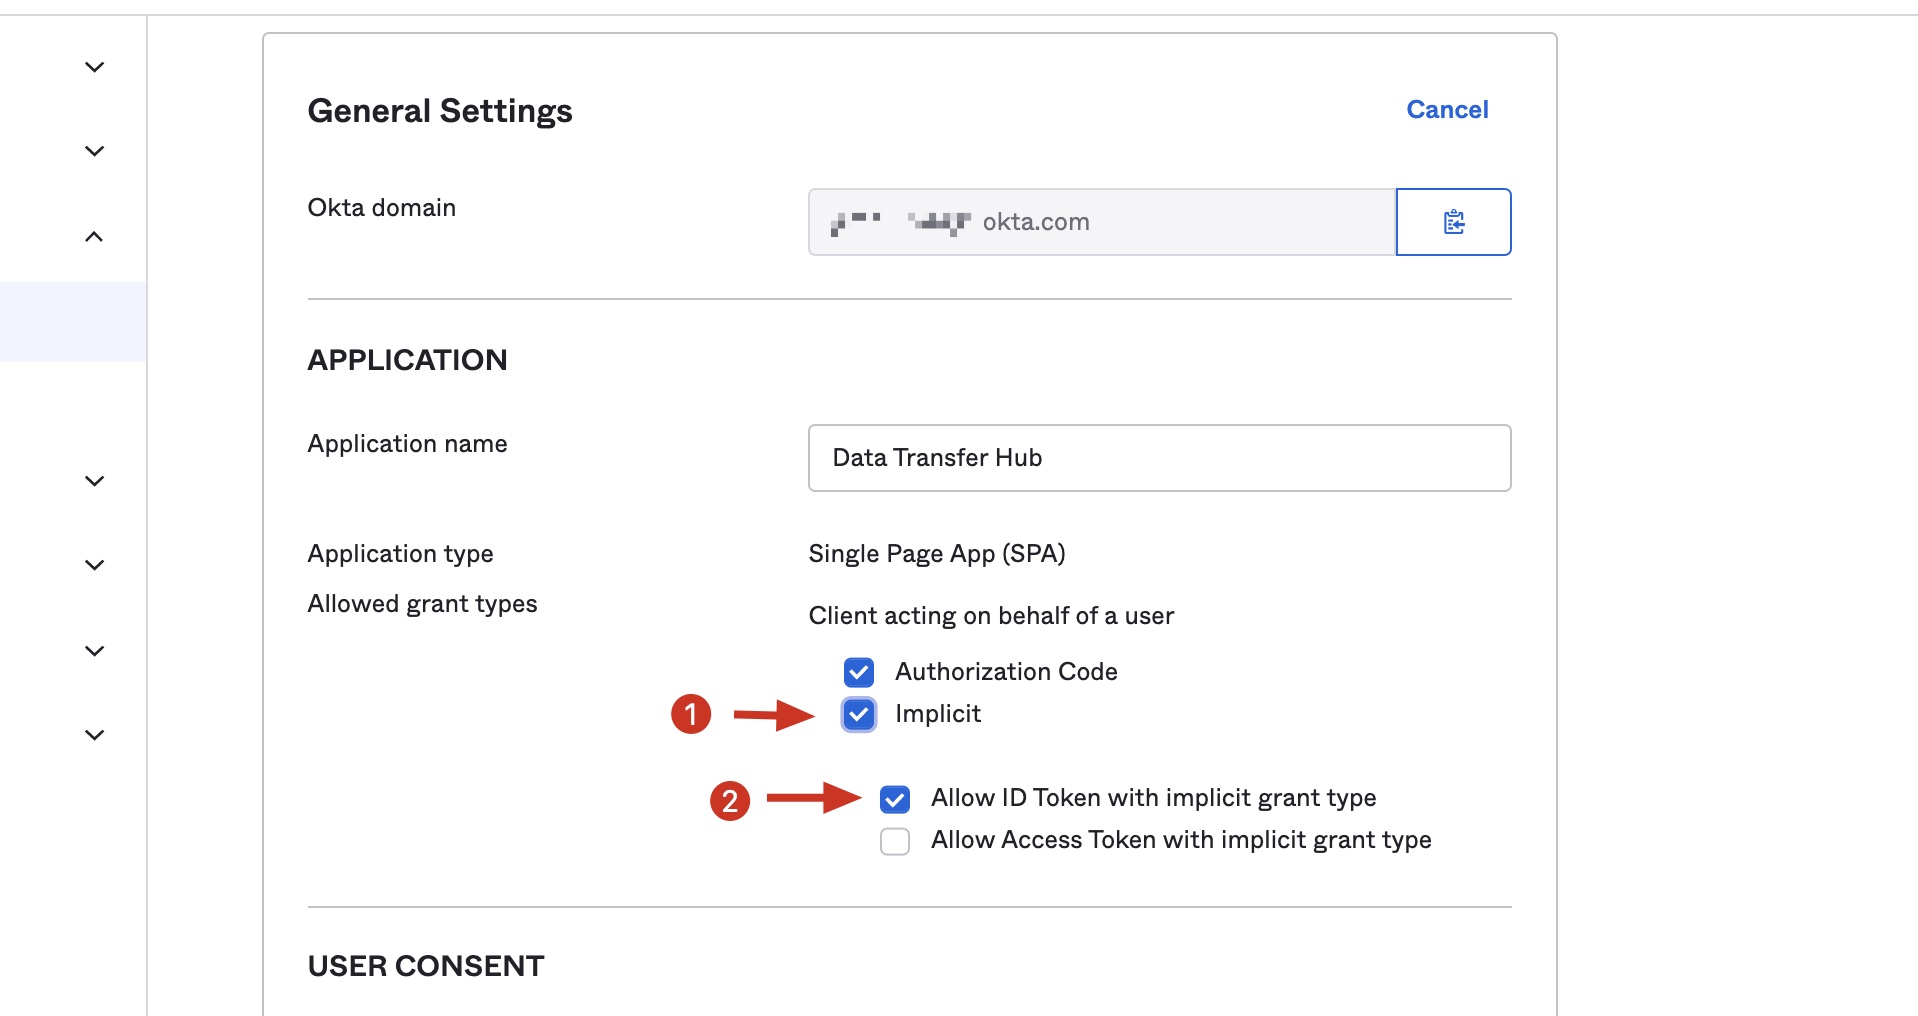 General Settings
Cancel
Okta domain
okta.com
APPLICATION
Application name
Data Transfer Hub
Application type
Single Page App (SPA)
Allowed grant types
Client acting on behalf of a user
Authorization Code
1
Implicit
2
Allow ID Token with implicit grant type
Allow Access Token with implicit grant type
USER CONSENT